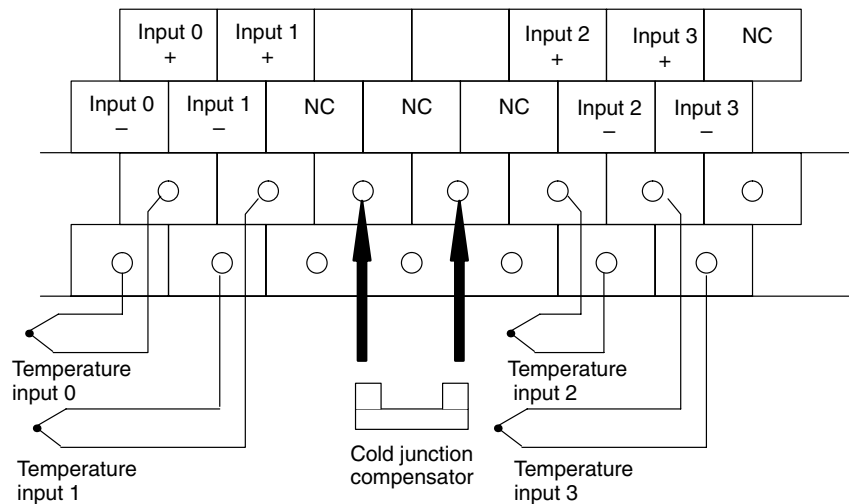 Input 0
+
Input 1
+
Input 2
+
Input 3
+
NC
Input 0
–
Input 1
–
NC
NC
NC
Input 2
–
Input 3
–
Temperature
input 0
Temperature
input 2
Temperature
input 1
Cold junction
compensator
Temperature
input 3